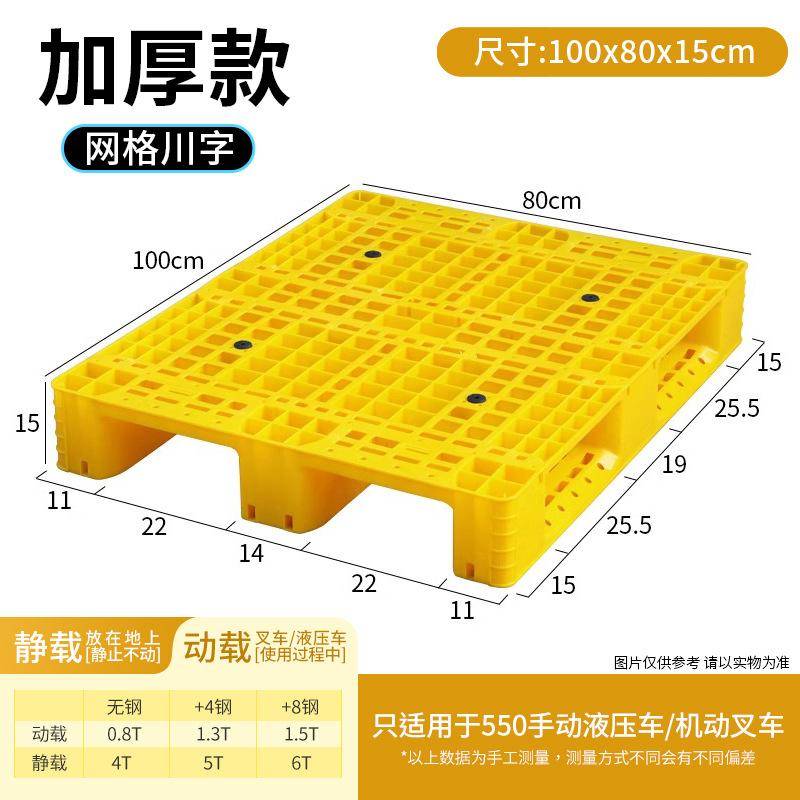 加厚款
网格川字
尺寸:100x80x15cm
80cm
100cm
15
11
22
14
22
11
15
25.5
19
25.5
15
静载 放在地上
[静止不动]
动载 叉车/液压车
[使用过程中]
图片仅供参考 请以实物为准
无钢 +4钢 +8钢
动载 0.8T 1.3T 1.5T
静载 4T 5T 6T
只适用于550手动液压车/机动叉车
*以上数据为手工测量，测量方式不同会有不同偏差